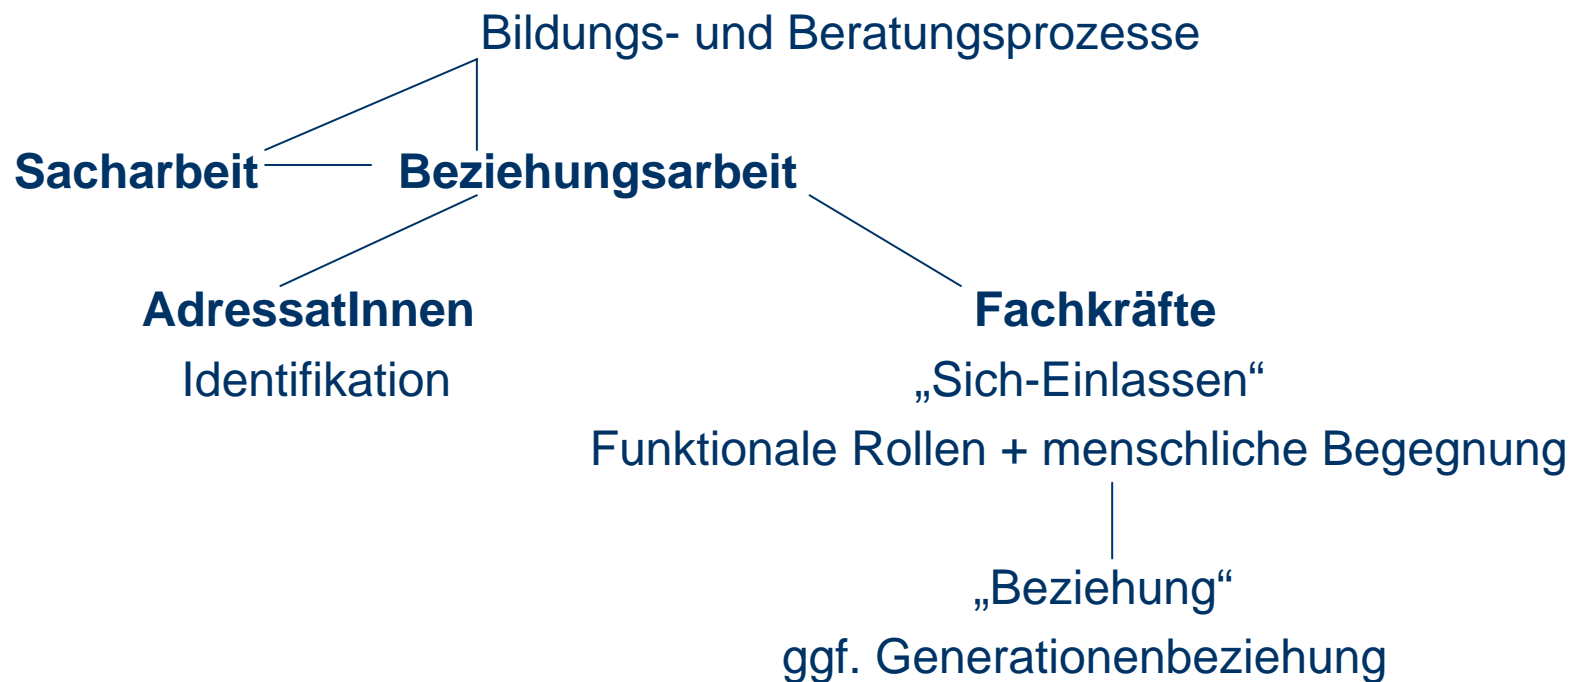 Bildungs- und Beratungsprozesse
Sacharbeit Beziehungsarbeit
AdressatInnen Fachkräfte
Identifikation „Sich-Einlassen“
Funktionale Rollen + menschliche Begegnung
„Beziehung“
ggf. Generationenbeziehung